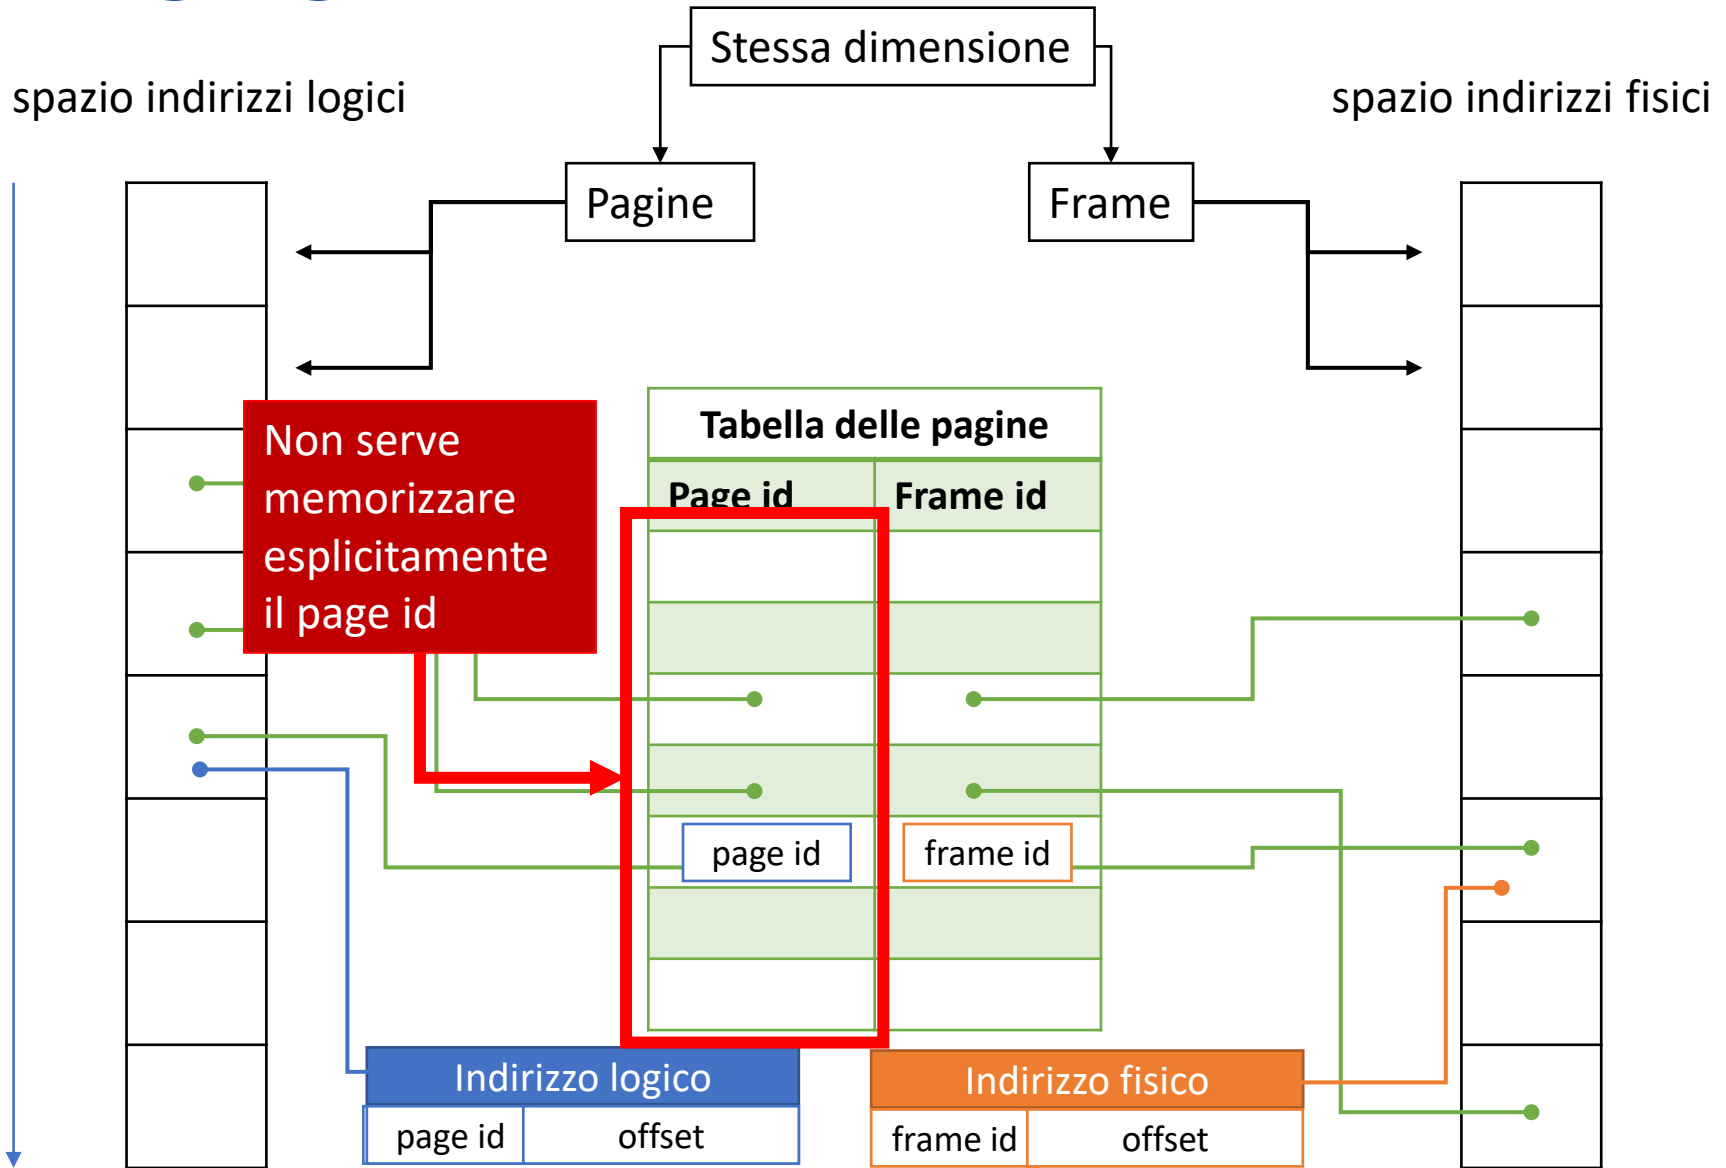 Stessa dimensione
spazio indirizzi logici
spazio indirizzi fisici
Pagine
Frame
Non serve
memorizzare
esplicitamente
il page id
Tabella delle pagine
Page id
Frame id
page id
frame id
Indirizzo logico
page id
offset
Indirizzo fisico
frame id
offset